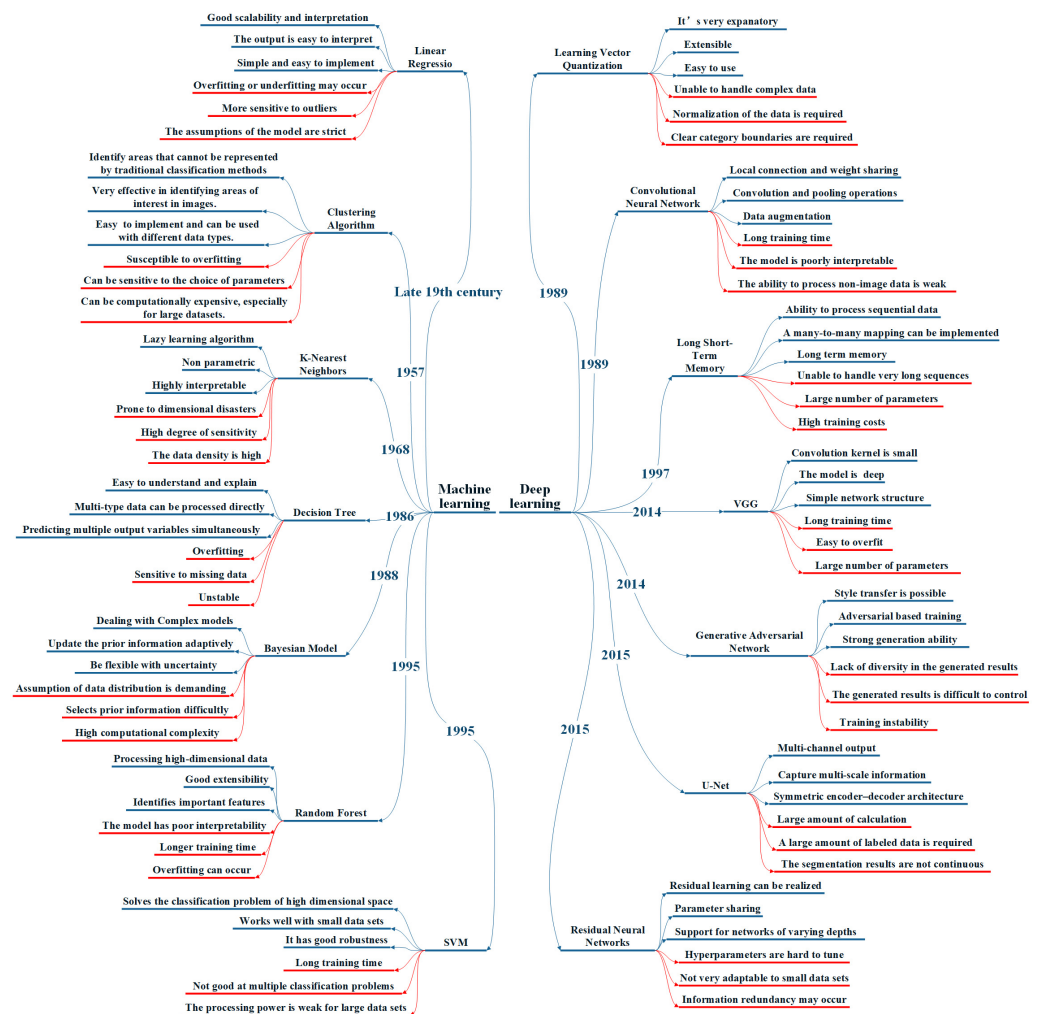 Good scalability and interpretation
The output is easy to interpret
Simple and easy to implement
Overfitting or underfitting may occur
More sensitive to outliers
The assumptions of the model are strict
Linear
Regressio
Late 19th century
Identify areas that cannot be represented
by traditional classification methods
Very effective in identifying areas of
interest in images.
Easy to implement and can be used
with different data types.
Susceptible to overfitting
Can be sensitive to the choice of parameters
Can be computationally expensive, especially
for large datasets.
Clustering
Algorithm
1957
Lazy learning algorithm
Non parametric
Highly interpretable
Prone to dimensional disasters
High degree of sensitivity
The data density is high
K-Nearest
Neighbors
1968
Easy to understand and explain
Multi-type data can be processed directly
Predicting multiple output variables simultaneously
Overfitting
Sensitive to missing data
Unstable
Decision Tree
1986
Machine
learning
Dealing with Complex models
Update the prior information adaptively
Be flexible with uncertainty
Assumption of data distribution is demanding
Selects prior information difficultly
High computational complexity
Bayesian Model
1988
Processing high-dimensional data
Good extensibility
Identifies important features
The model has poor interpretability
Longer training time
Overfitting can occur
Random Forest
1995
Solves the classification problem of high dimensional space
Works well with small data sets
It has good robustness
Long training time
Not good at multiple classification problems
The processing power is weak for large data sets
SVM
1995
Deep
learning
1989
Learning Vector
Quantization
It's very expanatory
Extensible
Easy to use
Unable to handle complex data
Normalization of the data is required
Clear category boundaries are required
1989
Convolutional
Neural Network
Local connection and weight sharing
Convolution and pooling operations
Data augmentation
Long training time
The model is poorly interpretable
The ability to process non-image data is weak
1997
Long Short-
Term
Memory
Ability to process sequential data
A many-to-many mapping can be implemented
Long term memory
Unable to handle very long sequences
Large number of parameters
High training costs
2014
VGG
Convolution kernel is small
The model is deep
Simple network structure
Long training time
Easy to overfit
Large number of parameters
2014
Generative Adversarial
Network
Style transfer is possible
Adversarial based training
Strong generation ability
Lack of diversity in the generated results
The generated results is difficult to control
Training instability
2015
U-Net
Multi-channel output
Capture multi-scale information
Symmetric encoder–decoder architecture
Large amount of calculation
A large amount of labeled data is required
The segmentation results are not continuous
2015
Residual Neural
Networks
Residual learning can be realized
Parameter sharing
Support for networks of varying depths
Hyperparameters are hard to tune
Not very adaptable to small data sets
Information redundancy may occur